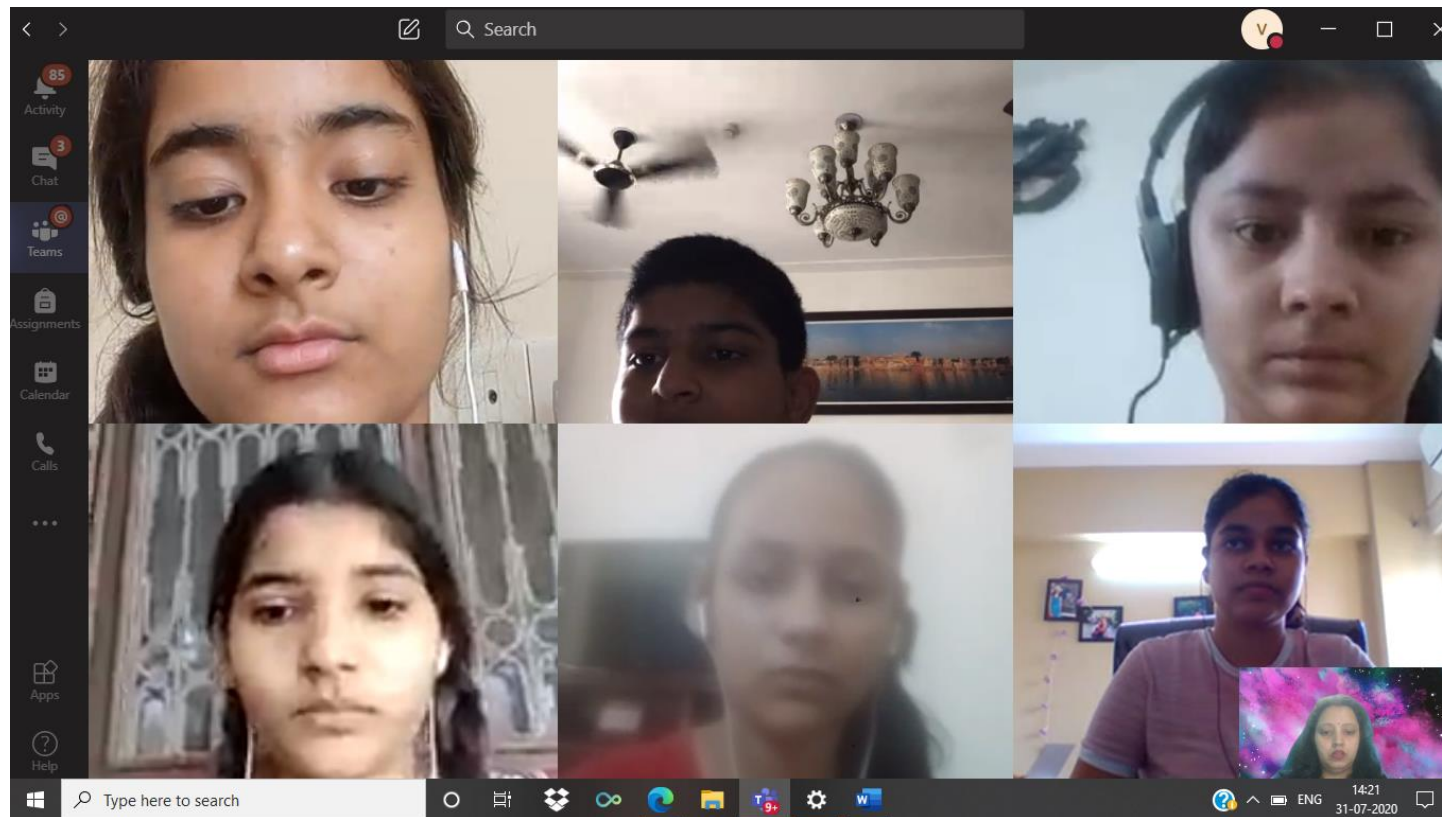 Search
V
85
Activity
3
Chat
@
Teams
Assignments
Calendar
Calls
Apps
?
Help
Type here to search
T
9+
W
?
ENG
14:21
31-07-2020